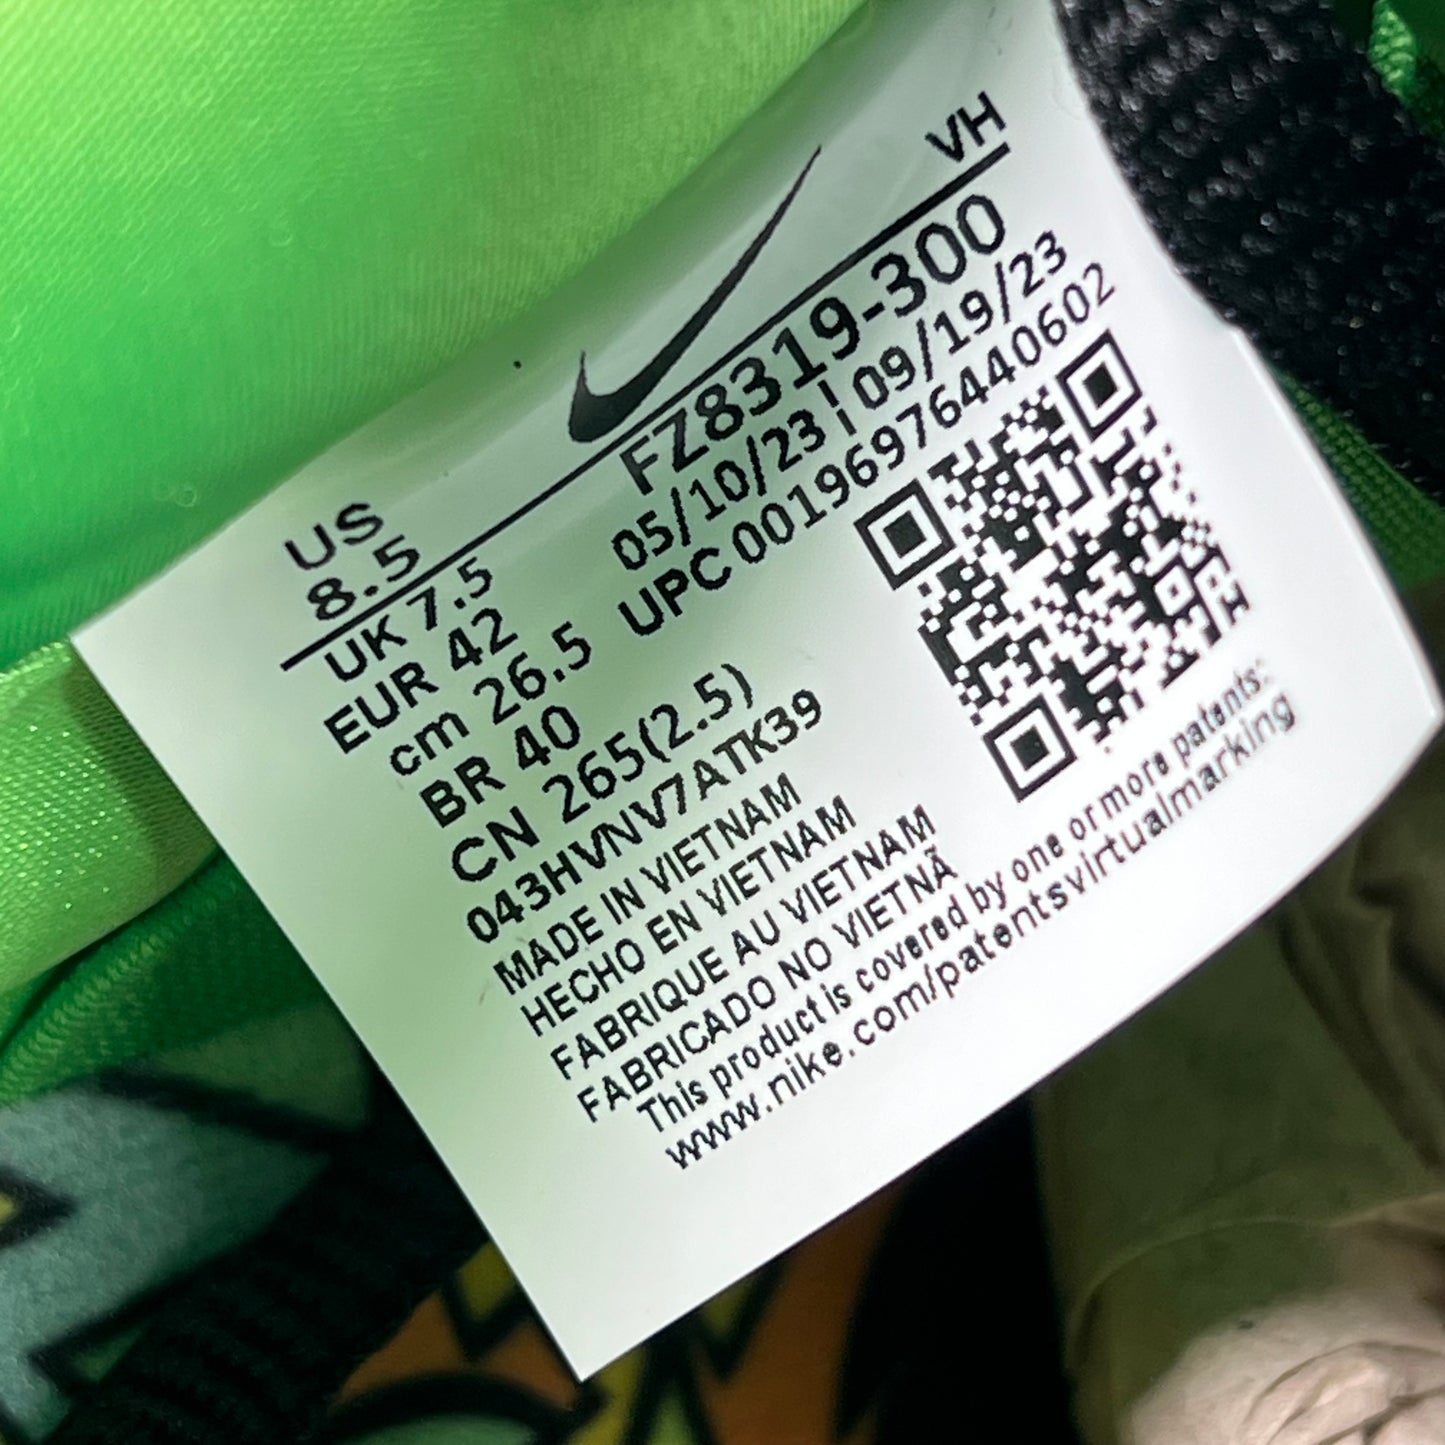 VH
US
8.5
UK 7.5
EUR 42
cm 26.5
BR 40
CN 265(2.5)
FZ8319-300
05/10/23 | 09/19/23
UPC 00196976440602
043HVNV7ATK39
MADE IN VIETNAM
HECHO EN VIETNAM
FABRIQUE AU VIETNAM
FABRICADO NO VIETNÃ
This product is covered by one or more patents:
www.nike.com/patentsvirtualmarking